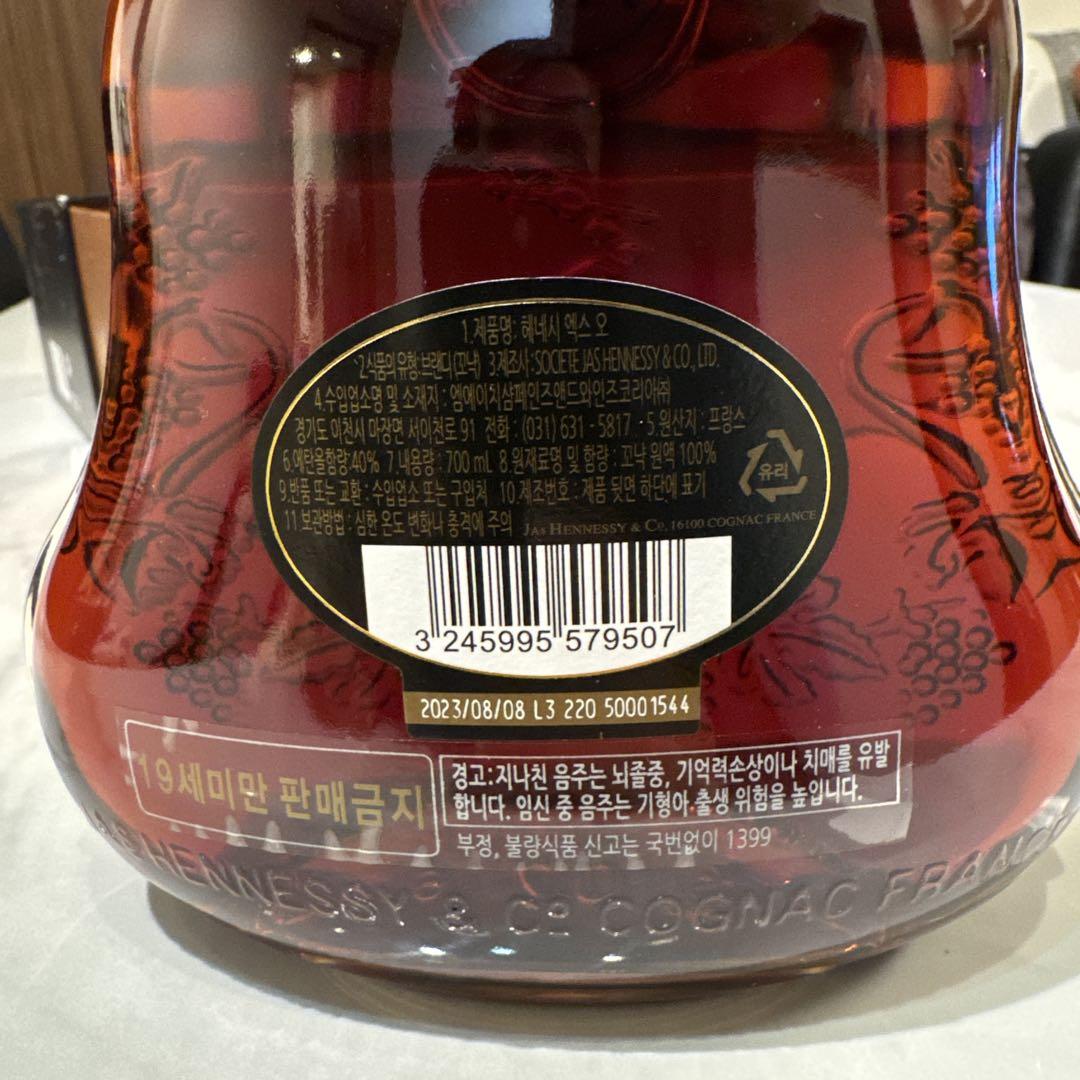 1.제품명: 헤네시 엑스 오
2.식품의 유형: 브랜디(꼬냑) 3.제조사: SOCIETE JAS HENNESSY & CO., LTD.
4.수입업소명 및 소재지 : 엠에이치샴페인즈앤드와인즈코리아㈜
경기도 이천시 마장면 서이천로 91 전화 : (031) 631 - 5817 · 5.원산지 : 프랑스
6.에탄올함량:40% 7.내용량 : 700 mL 8.원재료명 및 함량 : 꼬냑 원액 100%
9.반품 또는 교환 : 수입업소 또는 구입처 10.제조번호 : 제품 뒷면 하단에 표기
11.보관방법 : 심한 온도 변화나 충격에 주의 JAS HENNESSY & CO, 16100 COGNAC FRANCE
유리
3 245995 579507
2023/08/08 L3 220 50001544
19세미만 판매금지
경고:지나친 음주는 뇌졸중, 기억력손상이나 치매를 유발
합니다. 임신 중 음주는 기형아 출생 위험을 높입니다.
부정, 불량식품 신고는 국번없이 1399
HENNESSY & Co COGNAC FRANCE